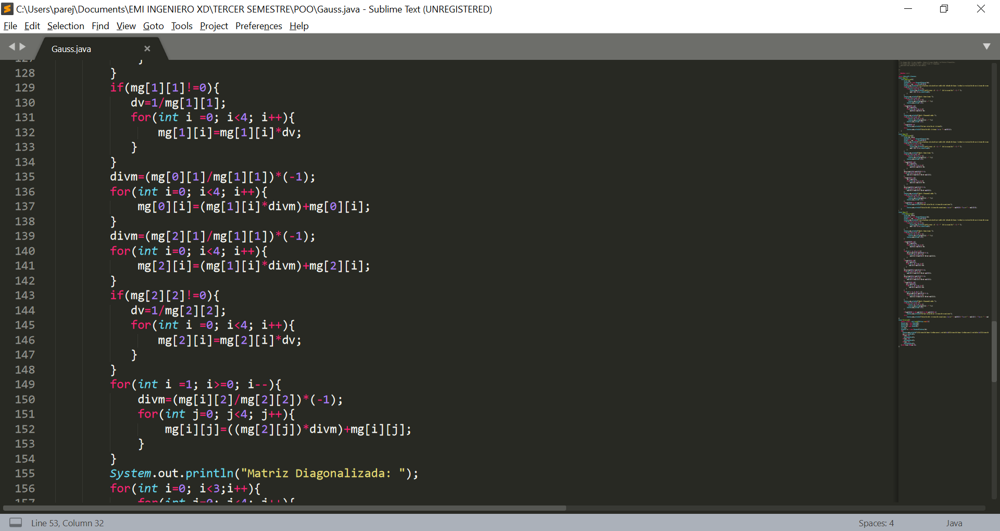 C:\Users\parej\Documents\EMI INGENIERO XD\TERCER SEMESTRE\POO\Gauss.java - Sublime Text (UNREGISTERED)
File Edit Selection Find View Goto Tools Project Preferences Help
Gauss.java
128 }
129 if(mg[1][1]!=0){
130 dv=1/mg[1][1];
131 for(int i =0; i<4; i++){
132 mg[1][i]=mg[1][i]*dv;
133 }
134 }
135 divm=(mg[0][1]/mg[1][1])*(-1);
136 for(int i=0; i<4; i++){
137 mg[0][i]=(mg[1][i]*divm)+mg[0][i];
138 }
139 divm=(mg[2][1]/mg[1][1])*(-1);
140 for(int i=0; i<4; i++){
141 mg[2][i]=(mg[1][i]*divm)+mg[2][i];
142 }
143 if(mg[2][2]!=0){
144 dv=1/mg[2][2];
145 for(int i =0; i<4; i++){
146 mg[2][i]=mg[2][i]*dv;
147 }
148 }
149 for(int i =1; i>=0; i--){
150 divm=(mg[i][2]/mg[2][2])*(-1);
151 for(int j=0; j<4; j++){
152 mg[i][j]=((mg[2][j])*divm)+mg[i][j];
153 }
154 }
155 System.out.println("Matriz Diagonalizada: ");
156 for(int i=0; i<3;i++){
157 for(int j=0; j<4; j++){
Line 53, Column 32
Spaces: 4
Java